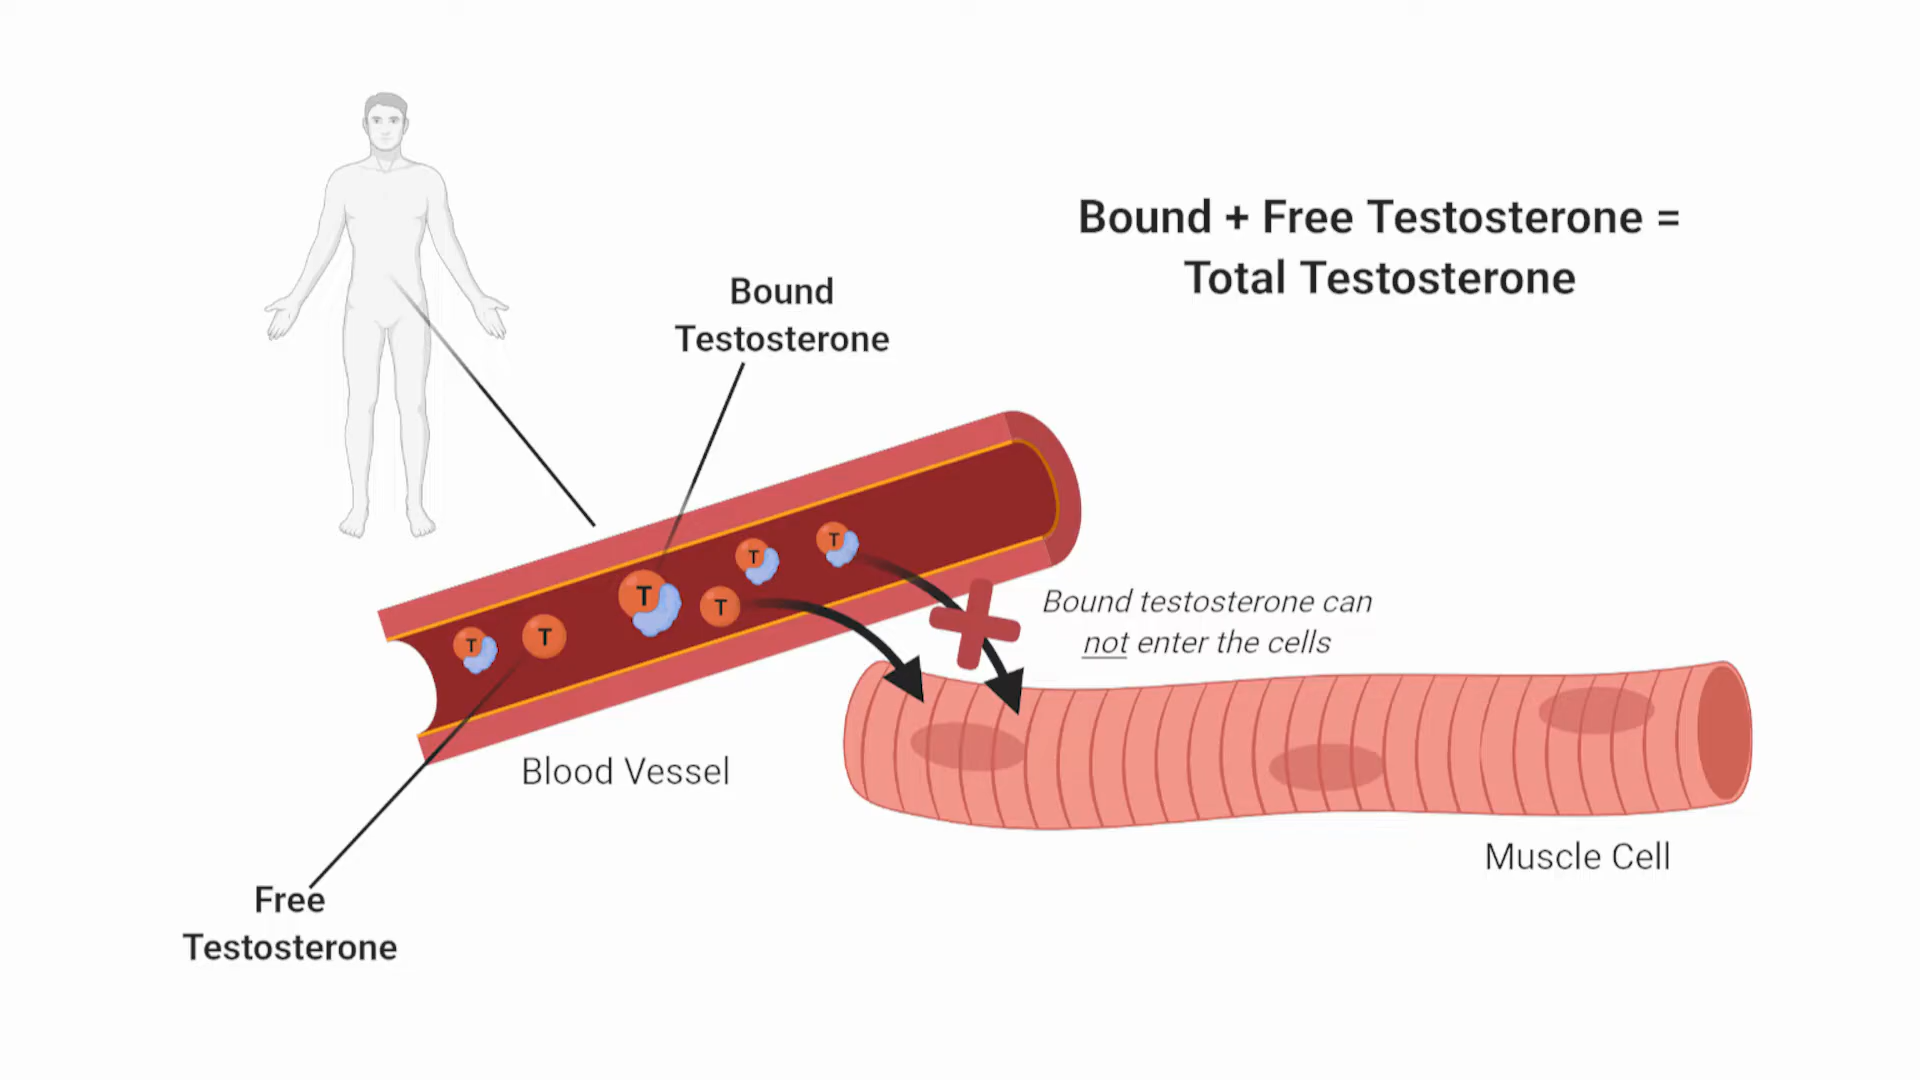 Bound + Free Testosterone =
Total Testosterone
Bound
Testosterone
T
T
T
T
T
T
Bound testosterone can
not enter the cells
Blood Vessel
Muscle Cell
Free
Testosterone